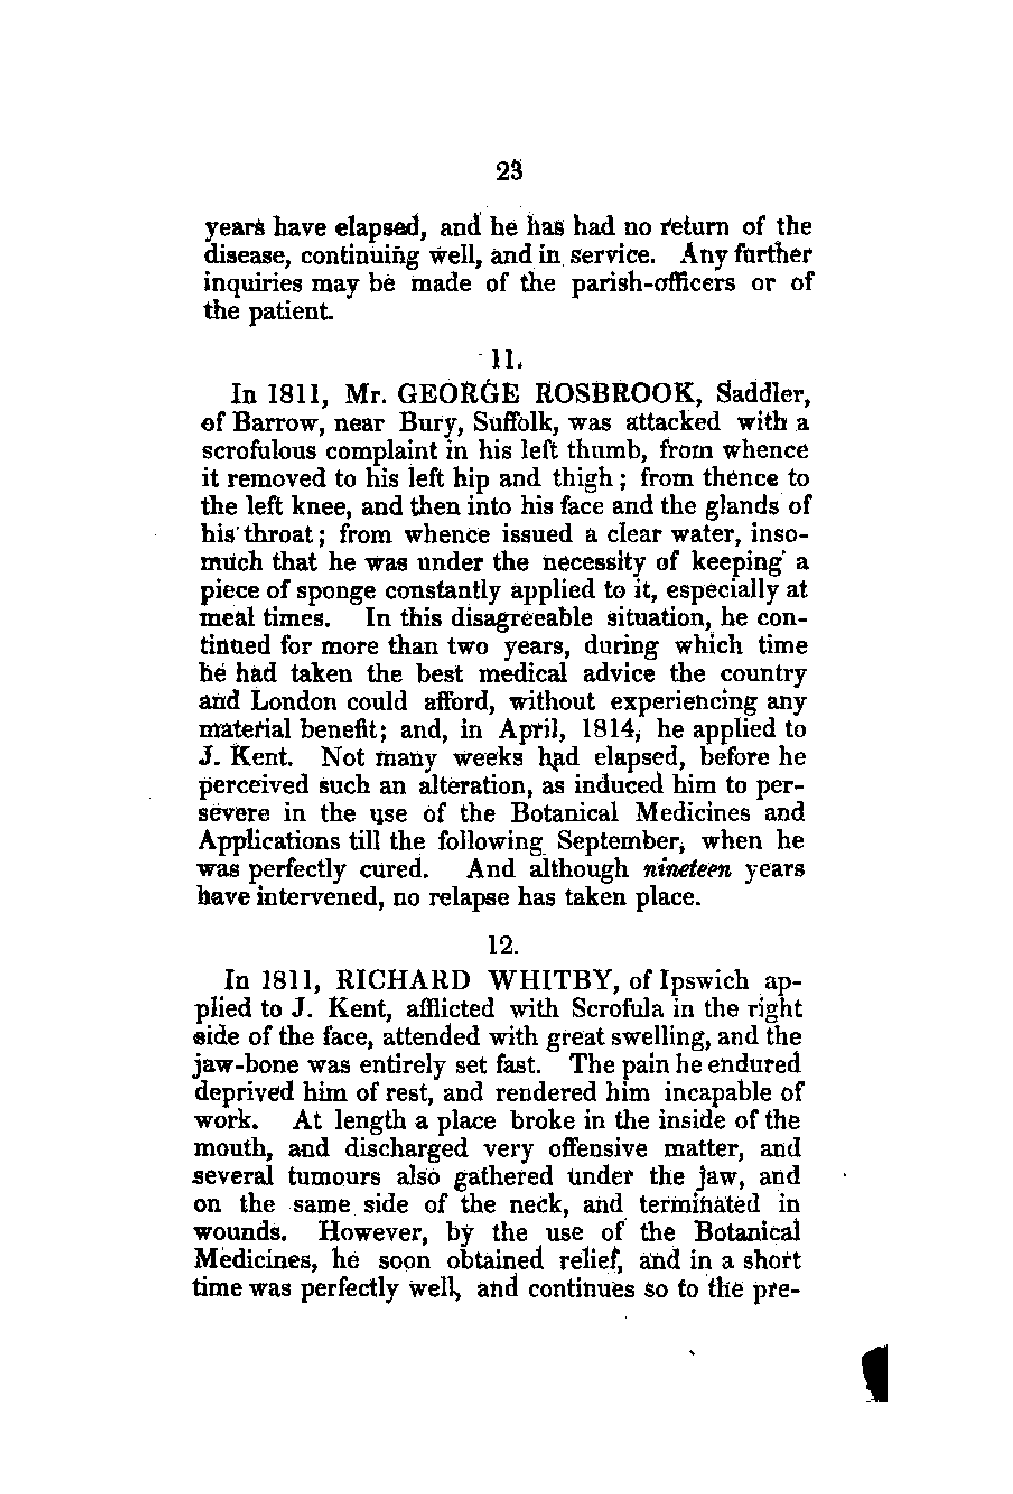 23
years have elapsed, and he has had no return of the
disease, continuing well, and in service. Any further
inquiries may be made of the parish-officers or of
the patient.
11.
In 1811, Mr. GEORGE ROSBROOK, Saddler,
of Barrow, near Bury, Suffolk, was attacked with a
scrofulous complaint in his left thumb, from whence
it removed to his left hip and thigh; from thence to
the left knee, and then into his face and the glands of
his throat; from whence issued a clear water, inso-
much that he was under the necessity of keeping a
piece of sponge constantly applied to it, especially at
meal times. In this disagreeable situation, he con-
tinued for more than two years, during which time
he had taken the best medical advice the country
and London could afford, without experiencing any
material benefit; and, in April, 1814, he applied to
J. Kent. Not many weeks had elapsed, before he
perceived such an alteration, as induced him to per-
severe in the use of the Botanical Medicines and
Applications till the following September, when he
was perfectly cured. And although nineteen years
have intervened, no relapse has taken place.
12.
In 1811, RICHARD WHITBY, of Ipswich ap-
plied to J. Kent, afflicted with Scrofula in the right
side of the face, attended with great swelling, and the
jaw-bone was entirely set fast. The pain he endured
deprived him of rest, and rendered him incapable of
work. At length a place broke in the inside of the
mouth, and discharged very offensive matter, and
several tumours also gathered under the jaw, and
on the same side of the neck, and terminated in
wounds. However, by the use of the Botanical
Medicines, he soon obtained relief, and in a short
time was perfectly well, and continues so to the pre-